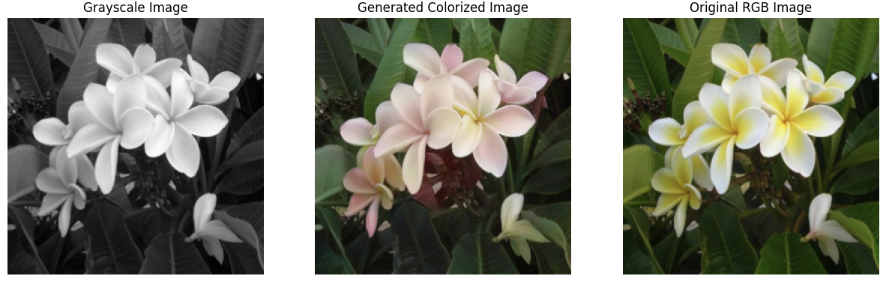 Grayscale Image
Generated Colorized Image
Original RGB Image